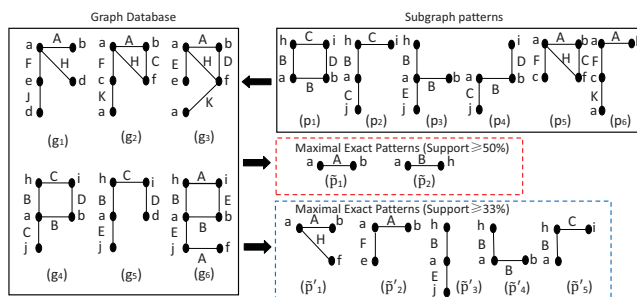 Graph Database
Subgraph patterns
a A b
F H
e d
J
d
(g₁)
a A b
F H C
c f
K
a
(g₂)
a A b
E H D
e f
K
a
(g₃)
h C i
B D
a B b
C
j
(g₄)
h C i
B D
a d
E
j
(g₅)
h A i
B E
a B b
E
j A f
(g₆)
h C i
B D
a B b
(p₁)
h C i
B
a
C
j
(p₂)
h
B
a B b
E
j
(p₃)
i
D
a B b
C
j
(p₄)
a A b
F H C
c f
(p₅)
a A b
F
c
K
a
(p₆)
Maximal Exact Patterns (Support≥50%)
a A b
(p̃₁)
a B h
(p̃₂)
Maximal Exact Patterns (Support≥33%)
a A b
H
f
(p̃'₁)
a A b
F
e
(p̃'₂)
h
B
a
E
j
(p̃'₃)
h
B
a B b
(p̃'₄)
h C i
B
a
(p̃'₅)